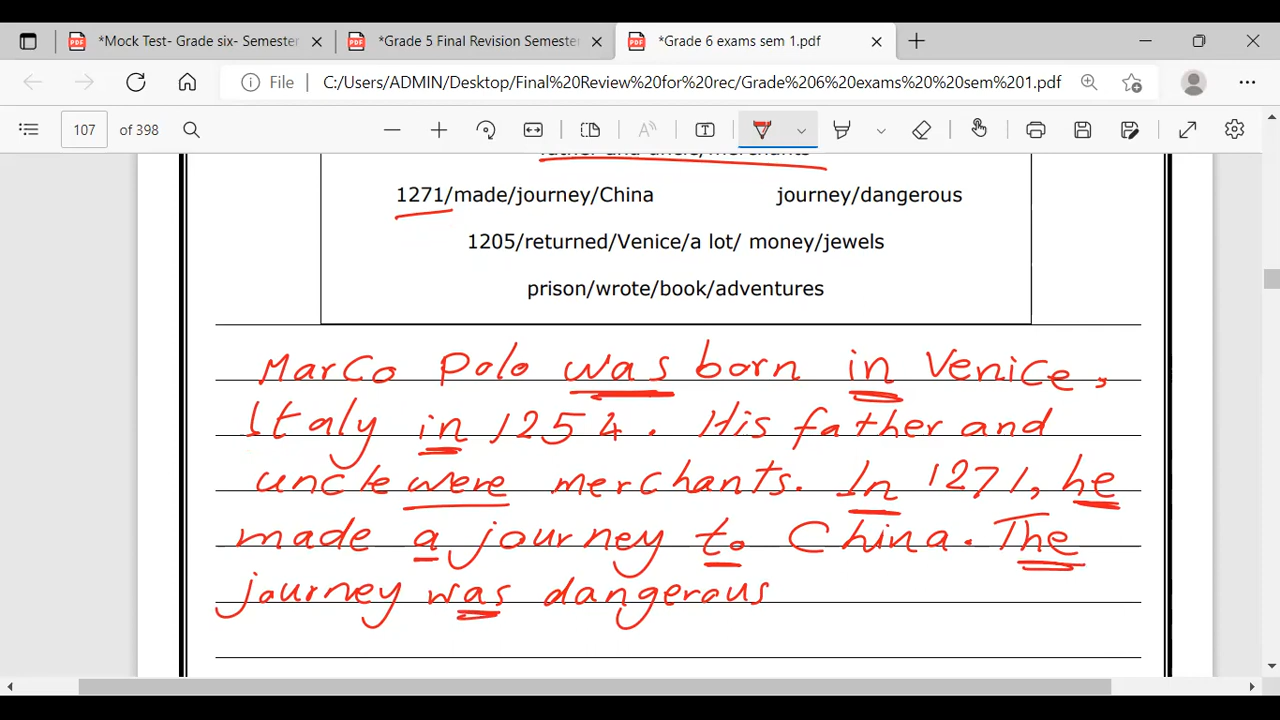 *Mock Test- Grade six- Semester
*Grade 5 Final Revision Semester
*Grade 6 exams sem 1.pdf
File
C:/Users/ADMIN/Desktop/Final%20Review%20for%20rec/Grade%206%20exams%20%20sem%201.pdf
107 of 398
father and uncle/merchants
1271/made/journey/China journey/dangerous
1205/returned/Venice/a lot/ money/jewels
prison/wrote/book/adventures
Marco Polo was born in Venice,
Italy in 1254. His father and
uncle were merchants. In 1271, he
made a journey to China. The
journey was dangerous